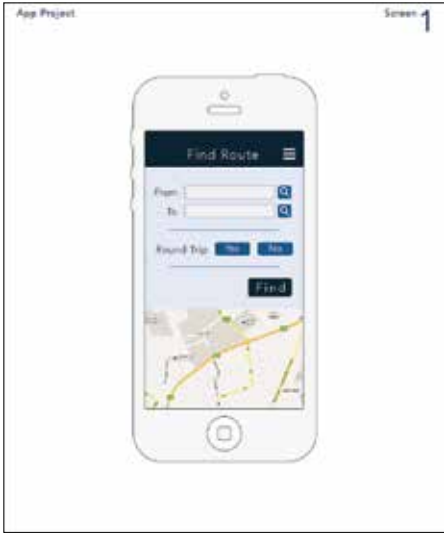 App Project
Screen 1
Find Route
From
To
Round Trip Yes No
Find